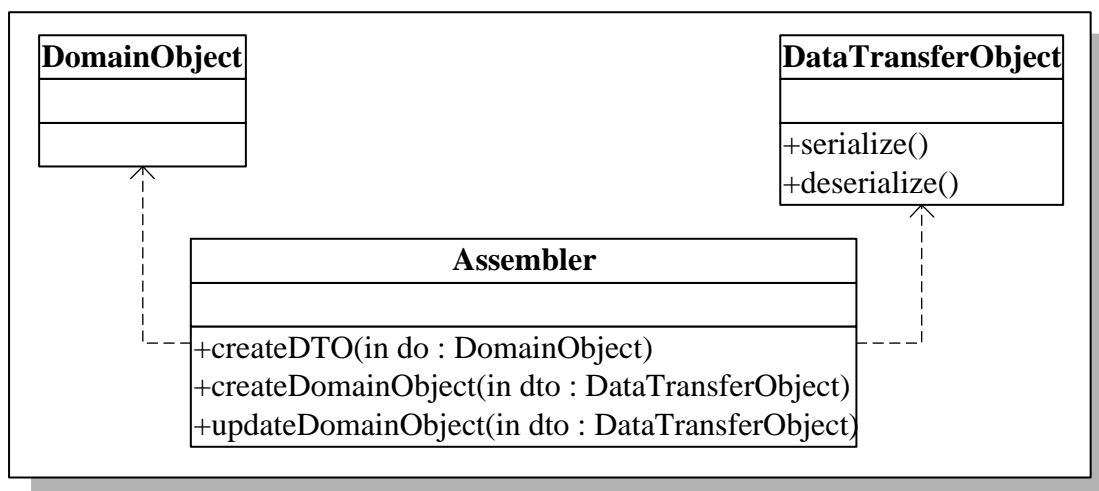 DomainObject
DataTransferObject
+serialize()
+deserialize()
Assembler
+createDTO(in do : DomainObject)
+createDomainObject(in dto : DataTransferObject)
+updateDomainObject(in dto : DataTransferObject)